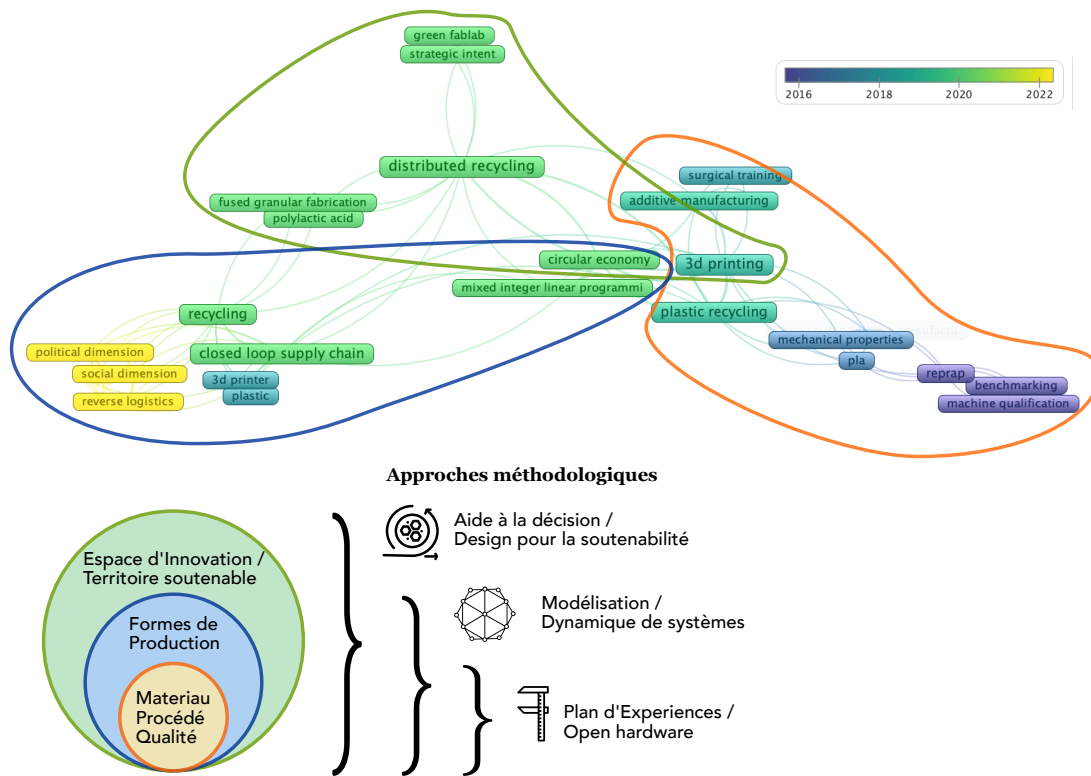 green fablab
strategic intent
2016
2018
2020
2022
distributed recycling
surgical training
additive manufacturing
fused granular fabrication
polylactic acid
circular economy
3d printing
mixed integer linear programmi
recycling
plastic recycling
mechanical properties
political dimension
closed loop supply chain
pla
social dimension
3d printer
reprap
plastic
benchmarking
reverse logistics
machine qualification
Approches méthodologiques
Espace d'Innovation /
Territoire soutenable
Formes de
Production
Materiau
Procédé
Qualité
Aide à la décision /
Design pour la soutenabilité
Modélisation /
Dynamique de systèmes
Plan d'Experiences /
Open hardware